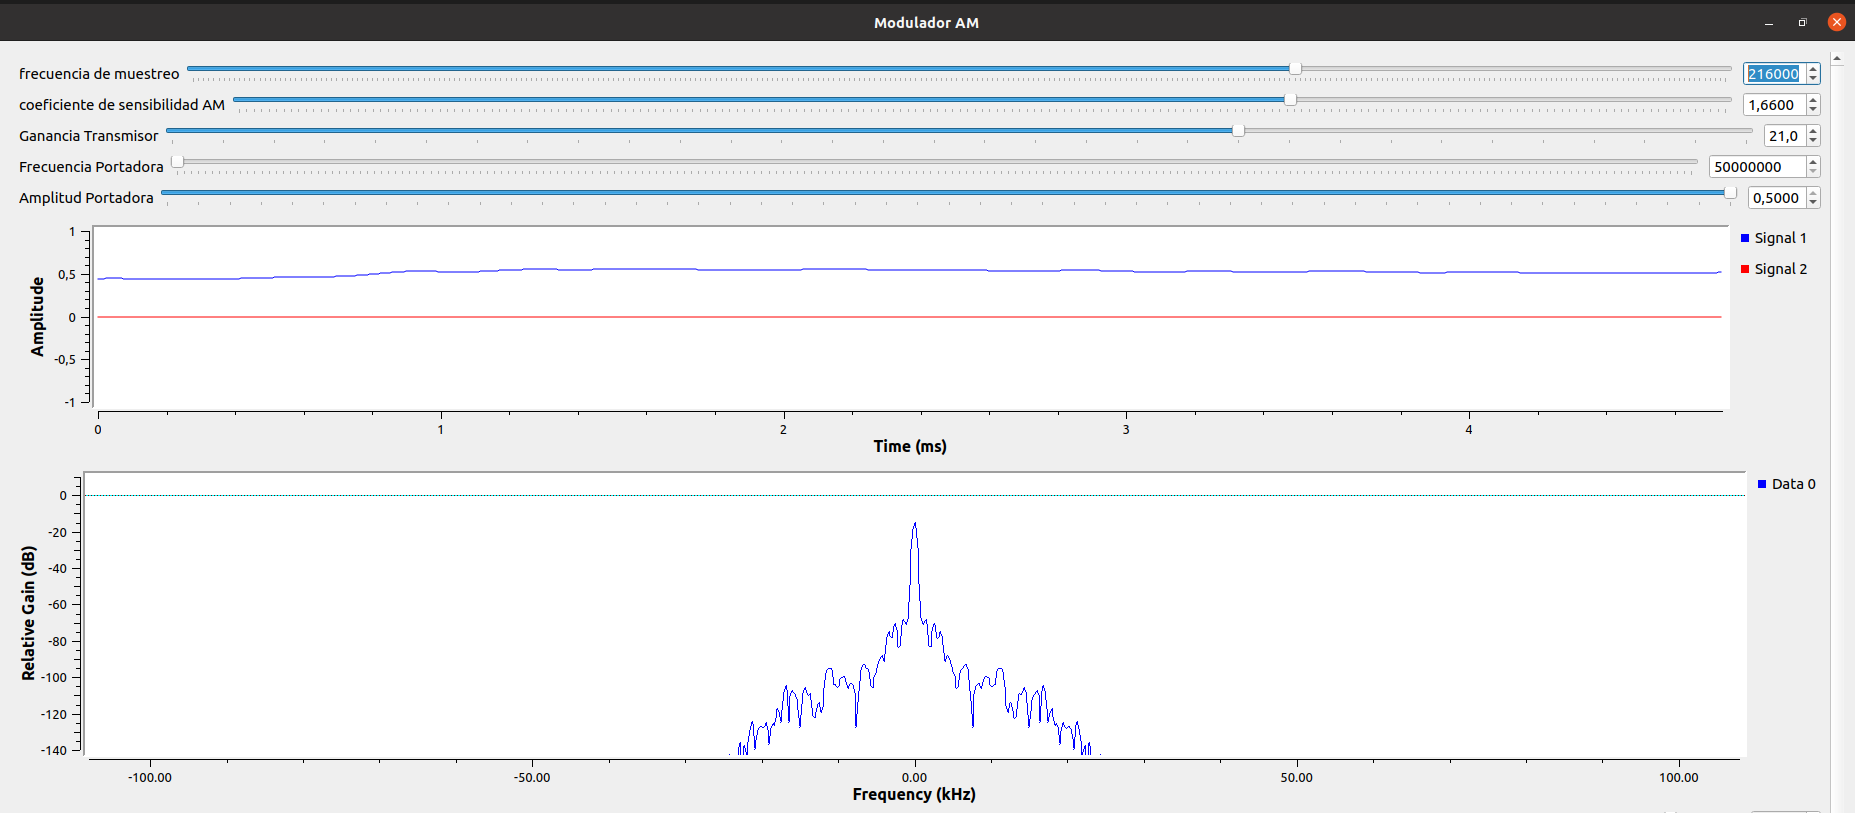 Modulador AM
frecuencia de muestreo 216000
coeficiente de sensibilidad AM 1,6600
Ganancia Transmisor 21,0
Frecuencia Portadora 50000000
Amplitud Portadora 0,5000
1
0,5
0
-0,5
-1
Amplitude
Signal 1
Signal 2
0 1 2 3 4
Time (ms)
0
-20
-40
-60
-80
-100
-120
-140
Relative Gain (dB)
Data 0
-100.00 -50.00 0.00 50.00 100.00
Frequency (kHz)